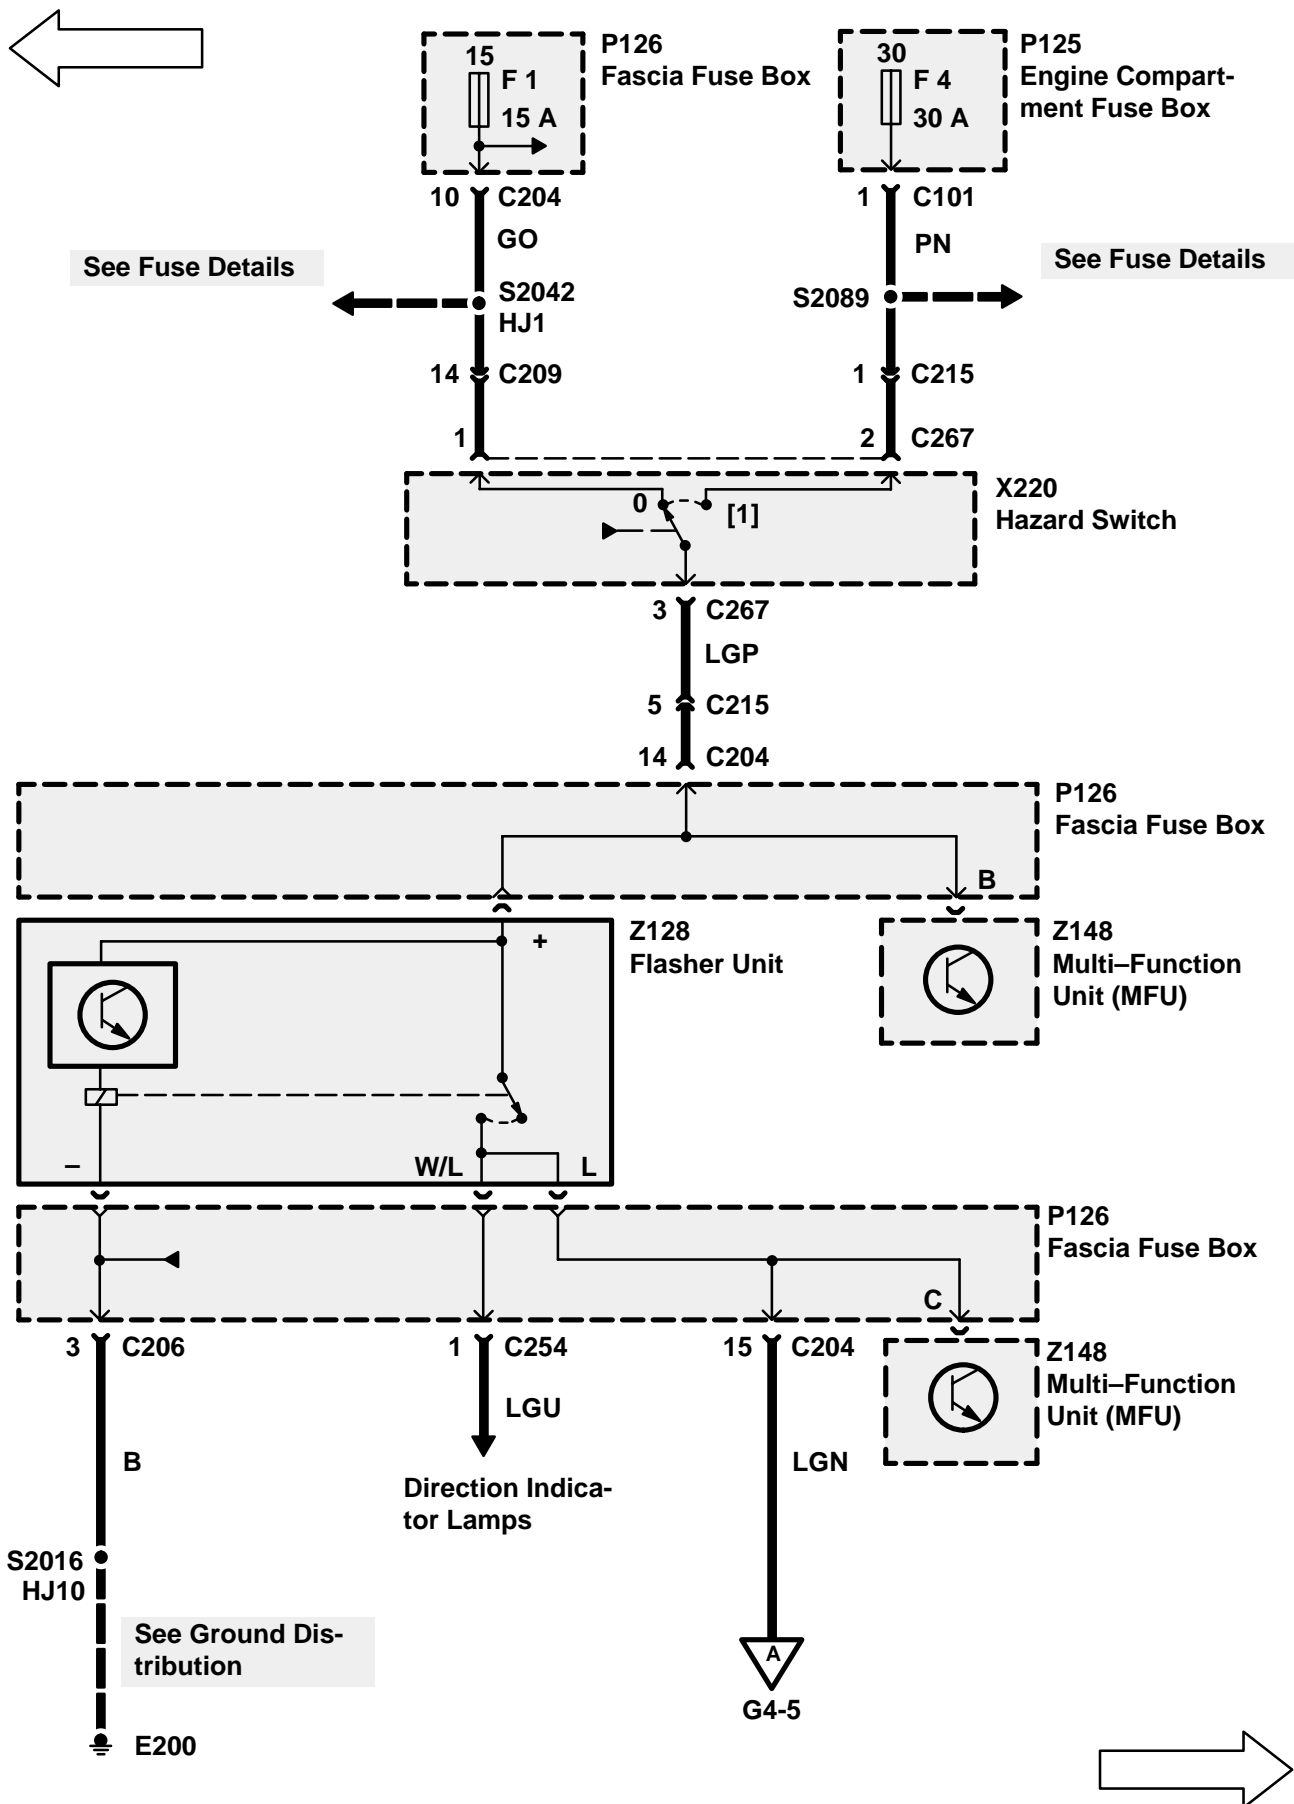 15
F 1
15 A
P126
Fascia Fuse Box
30
F 4
30 A
P125
Engine Compart-
ment Fuse Box
10 C204
GO
1 C101
PN
See Fuse Details
S2042
HJ1
S2089
See Fuse Details
14 C209
1 C215
1
2 C267
0
[1]
X220
Hazard Switch
3 C267
LGP
5 C215
14 C204
P126
Fascia Fuse Box
B
+
Z128
Flasher Unit
Z148
Multi–Function
Unit (MFU)
–
W/L
L
P126
Fascia Fuse Box
C
3 C206
1 C254
15 C204
Z148
Multi–Function
Unit (MFU)
LGU
B
LGN
Direction Indica-
tor Lamps
S2016
HJ10
See Ground Dis-
tribution
A
G4-5
E200